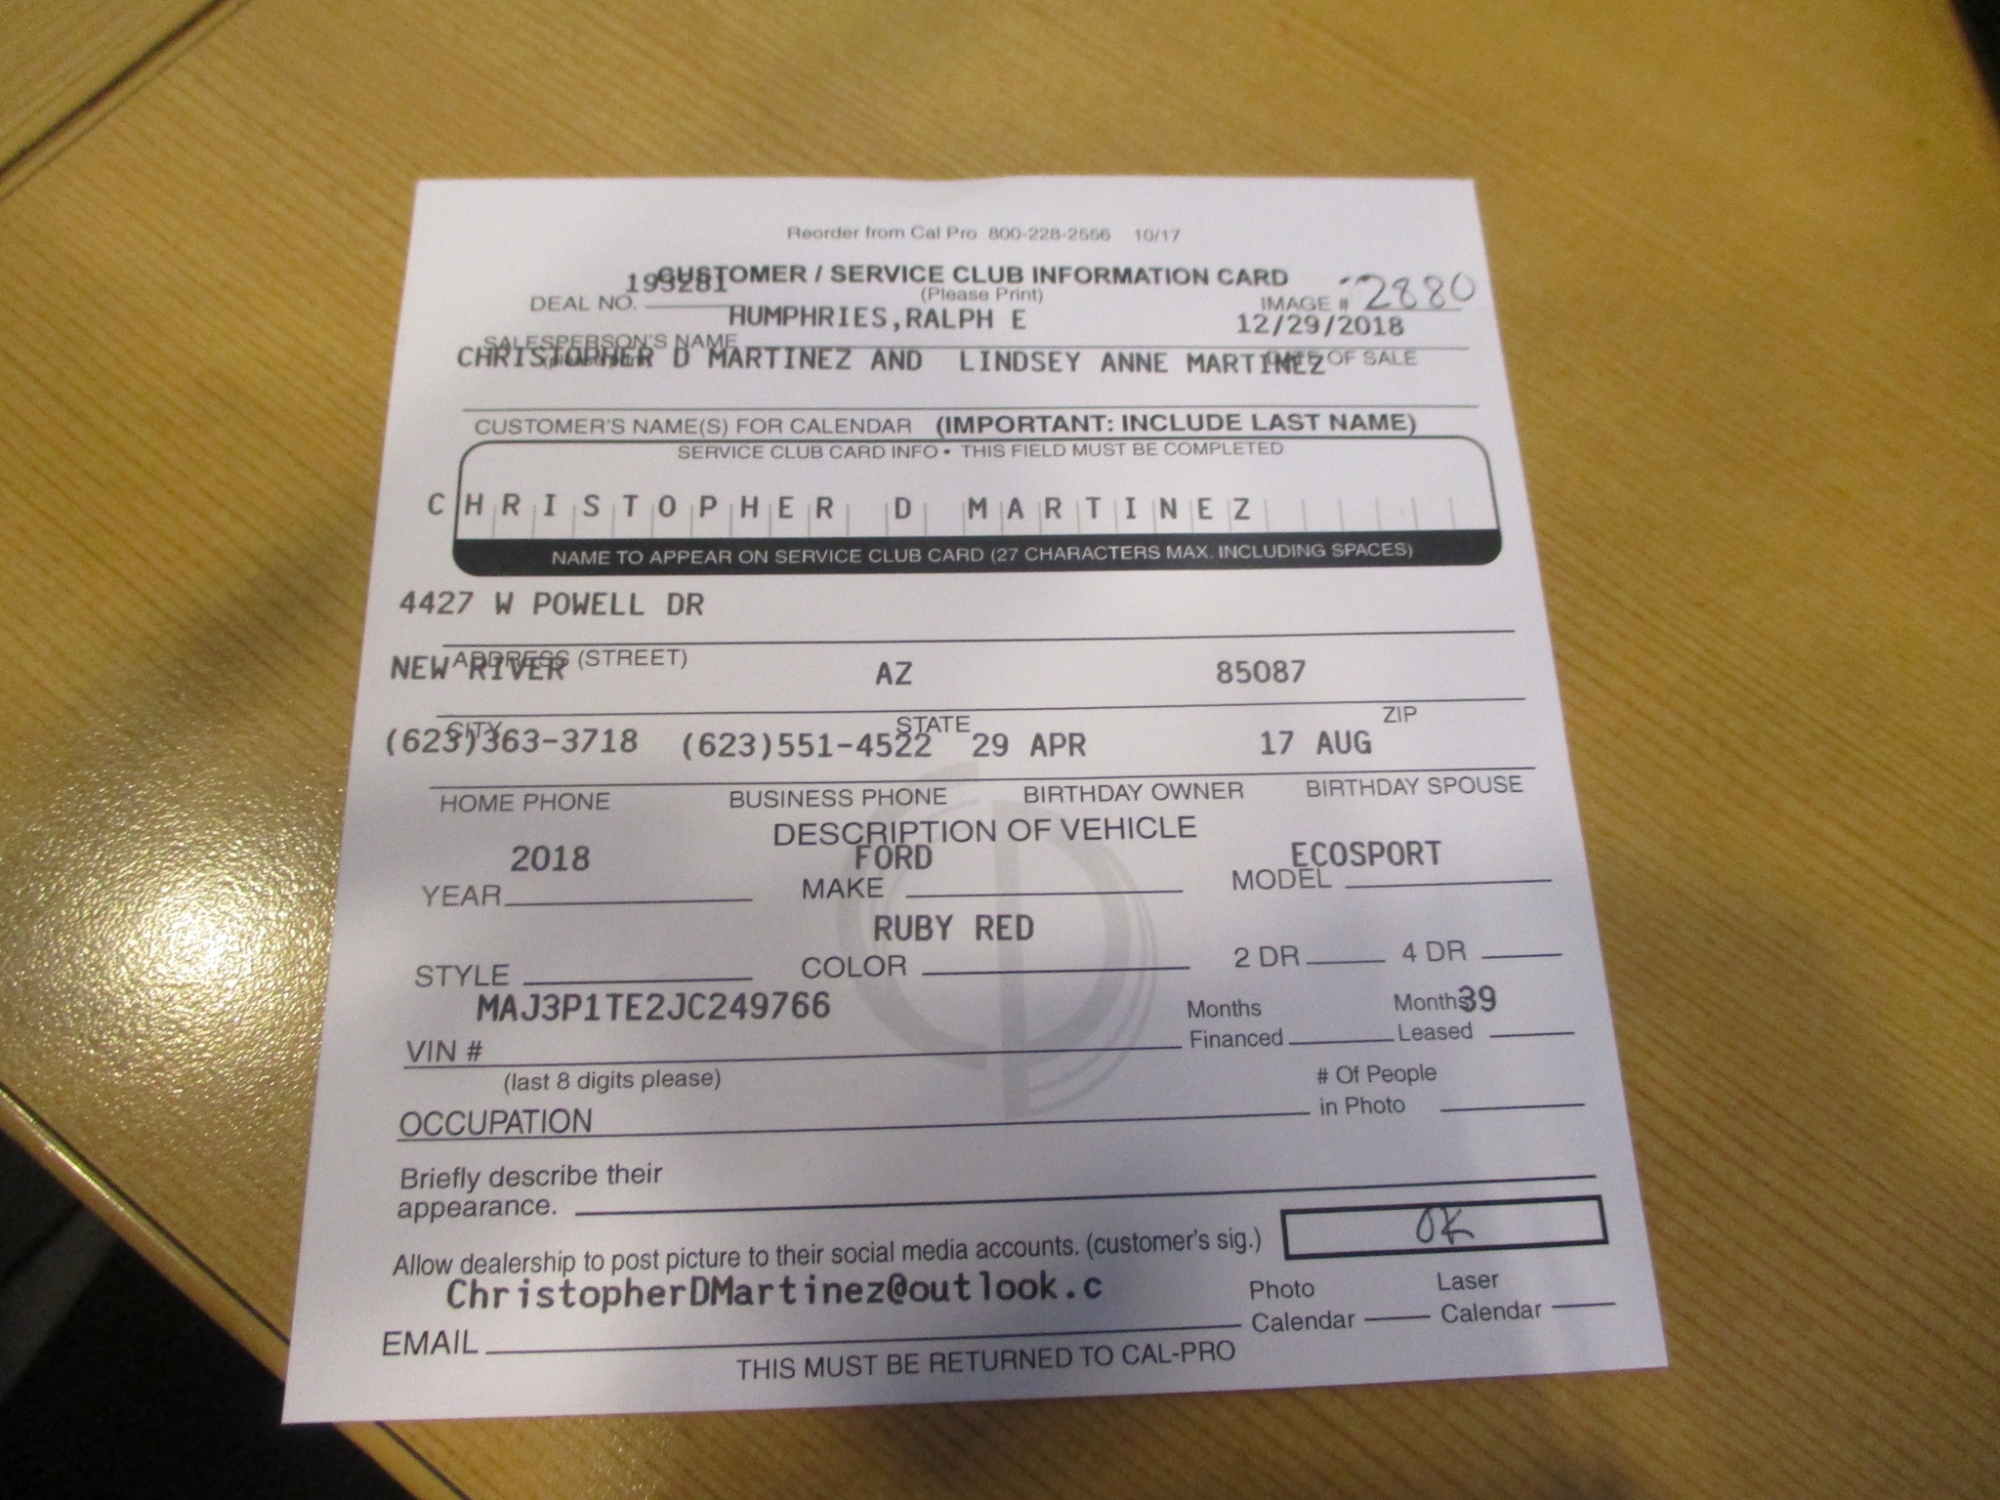 Reorder from Cal Pro 800-228-2556 10/17
CUSTOMER / SERVICE CLUB INFORMATION CARD
(Please Print)
DEAL NO. 199281 IMAGE # 2880
HUMPHRIES,RALPH E 12/29/2018
SALESPERSON'S NAME DATE OF SALE
CHRISTOPHER D MARTINEZ AND LINDSEY ANNE MARTINEZ
CUSTOMER'S NAME(S) FOR CALENDAR (IMPORTANT: INCLUDE LAST NAME)
SERVICE CLUB CARD INFO • THIS FIELD MUST BE COMPLETED
CHRISTOPHER D MARTINEZ
NAME TO APPEAR ON SERVICE CLUB CARD (27 CHARACTERS MAX. INCLUDING SPACES)
4427 W POWELL DR
ADDRESS (STREET)
NEW RIVER AZ 85087
CITY STATE ZIP
(623)363-3718 (623)551-4522 29 APR 17 AUG
HOME PHONE BUSINESS PHONE BIRTHDAY OWNER BIRTHDAY SPOUSE
DESCRIPTION OF VEHICLE
2018 FORD ECOSPORT
YEAR MAKE MODEL
RUBY RED
STYLE COLOR 2 DR 4 DR
MAJ3P1TE2JC249766 Months Months 39
VIN # Financed Leased
(last 8 digits please) # Of People
OCCUPATION in Photo
Briefly describe their
appearance.
Allow dealership to post picture to their social media accounts. (customer's sig.) OK
ChristopherDMartinez@outlook.c Photo Laser
EMAIL Calendar Calendar
THIS MUST BE RETURNED TO CAL-PRO